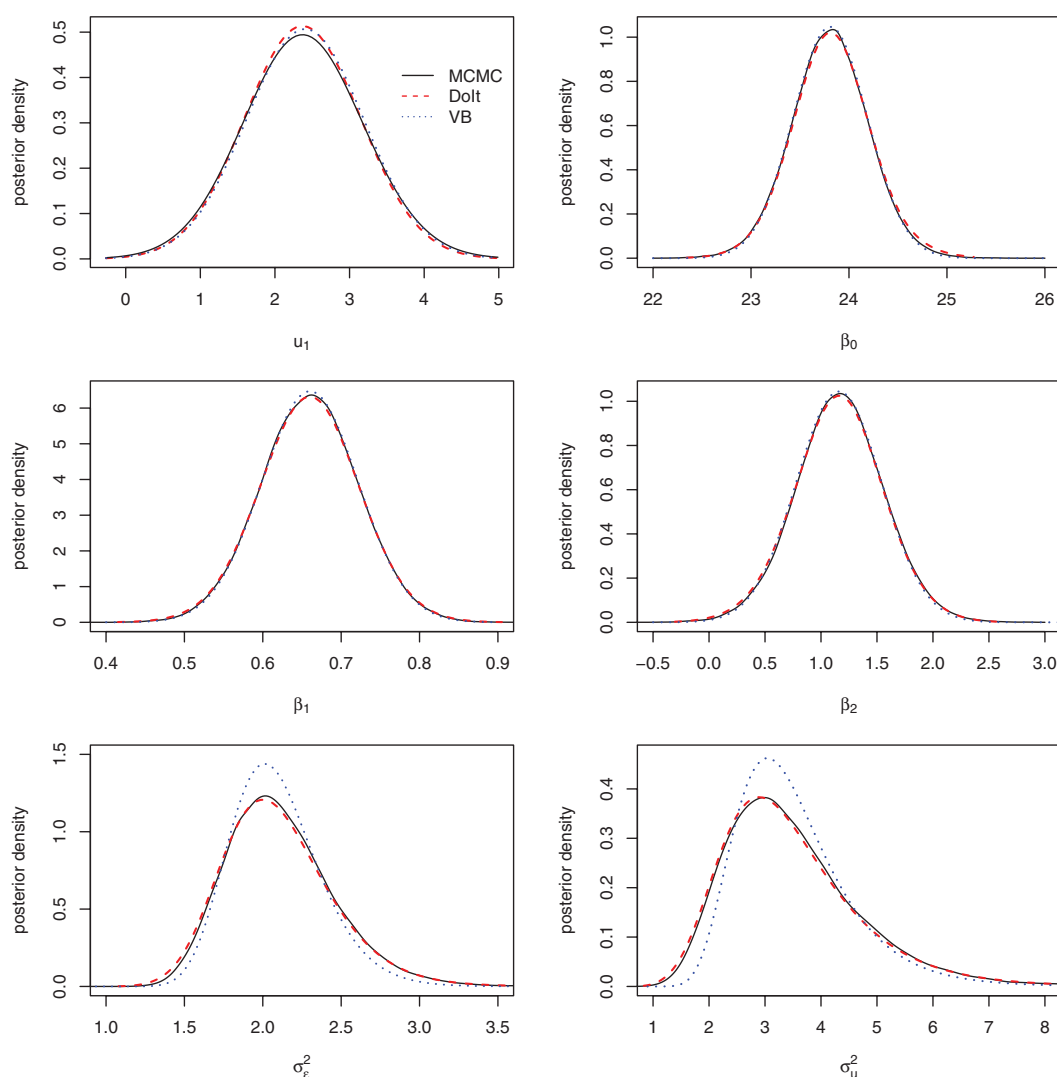 posterior density
0.0 0.1 0.2 0.3 0.4 0.5
MCMC
DoIt
VB
0 1 2 3 4 5
u₁
posterior density
0.0 0.2 0.4 0.6 0.8 1.0
22 23 24 25 26
β₀
posterior density
0 1 2 3 4 5 6
0.4 0.5 0.6 0.7 0.8 0.9
β₁
posterior density
0.0 0.2 0.4 0.6 0.8 1.0
−0.5 0.0 0.5 1.0 1.5 2.0 2.5 3.0
β₂
posterior density
0.0 0.5 1.0 1.5
1.0 1.5 2.0 2.5 3.0 3.5
σ²ε
posterior density
0.0 0.1 0.2 0.3 0.4
1 2 3 4 5 6 7 8
σ²u